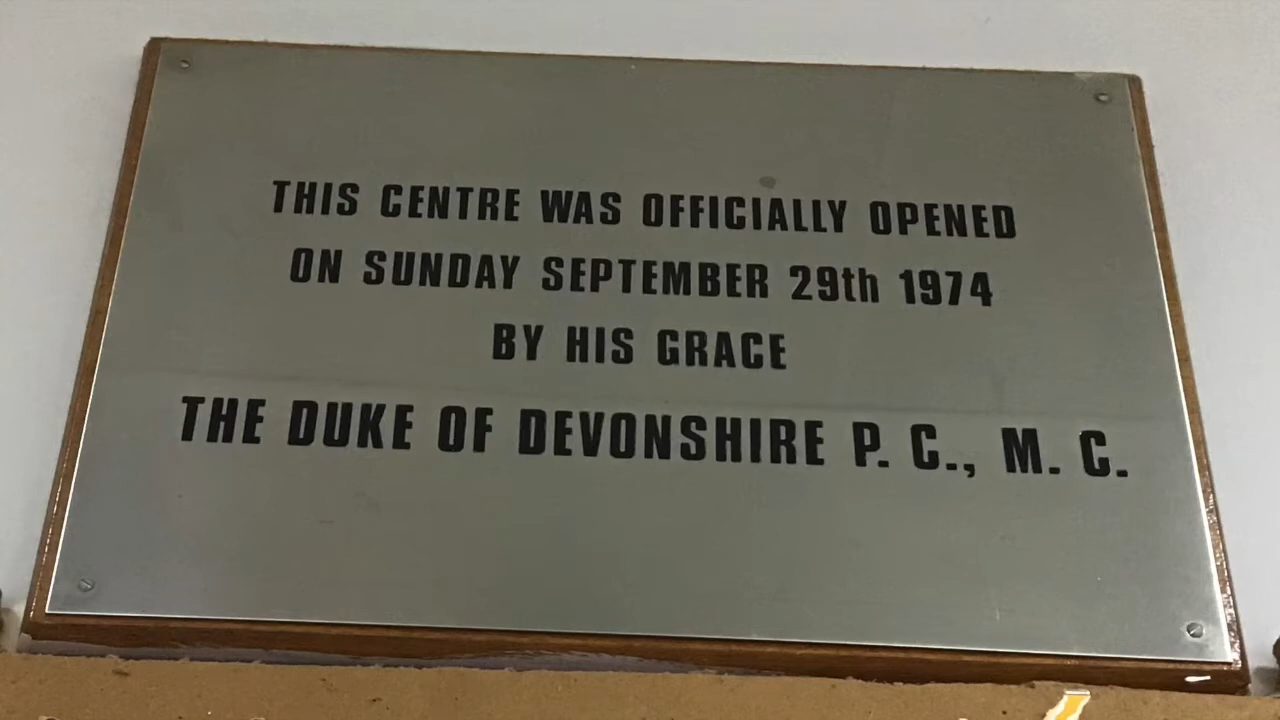 THIS CENTRE WAS OFFICIALLY OPENED
ON SUNDAY SEPTEMBER 29th 1974
BY HIS GRACE
THE DUKE OF DEVONSHIRE P. C., M. C.